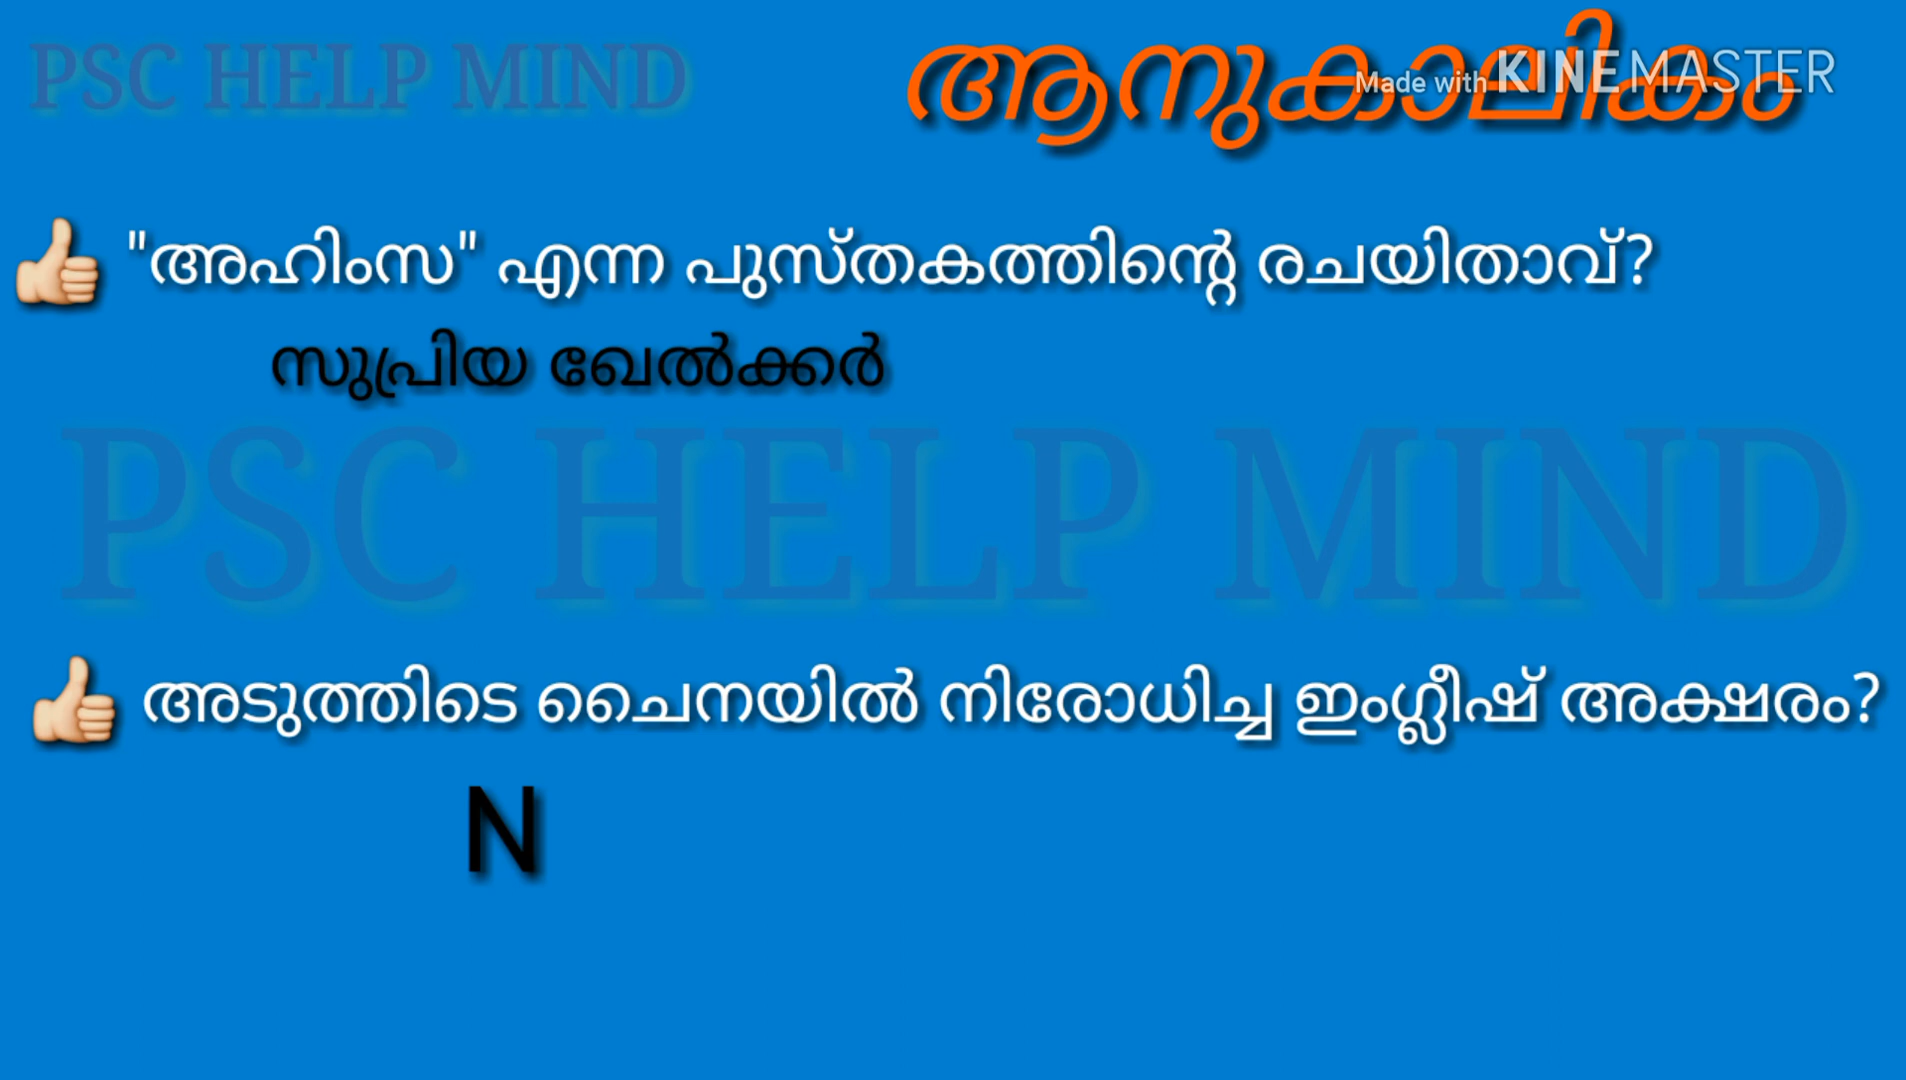 PSC HELP MIND
ആനുകാലികം
Made with KINEMASTER
"അഹിംസ" എന്ന പുസ്തകത്തിന്റെ രചയിതാവ്?
സുപ്രിയ ഖേൽക്കർ
PSC HELP MIND
അടുത്തിടെ ചൈനയിൽ നിരോധിച്ച ഇംഗ്ലീഷ് അക്ഷരം?
N